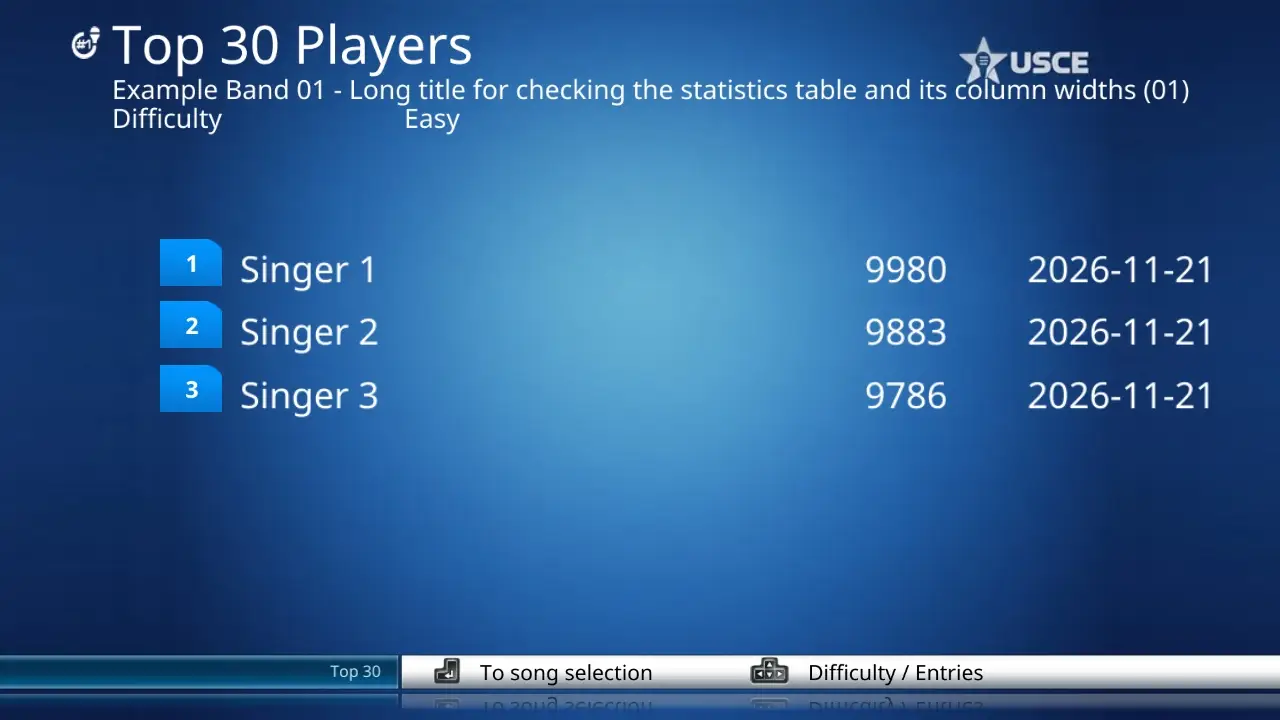 Top 30 Players
USCE
Example Band 01 - Long title for checking the statistics table and its column widths (01)
Difficulty Easy
1 Singer 1 9980 2026-11-21
2 Singer 2 9883 2026-11-21
3 Singer 3 9786 2026-11-21
Top 30 To song selection Difficulty / Entries